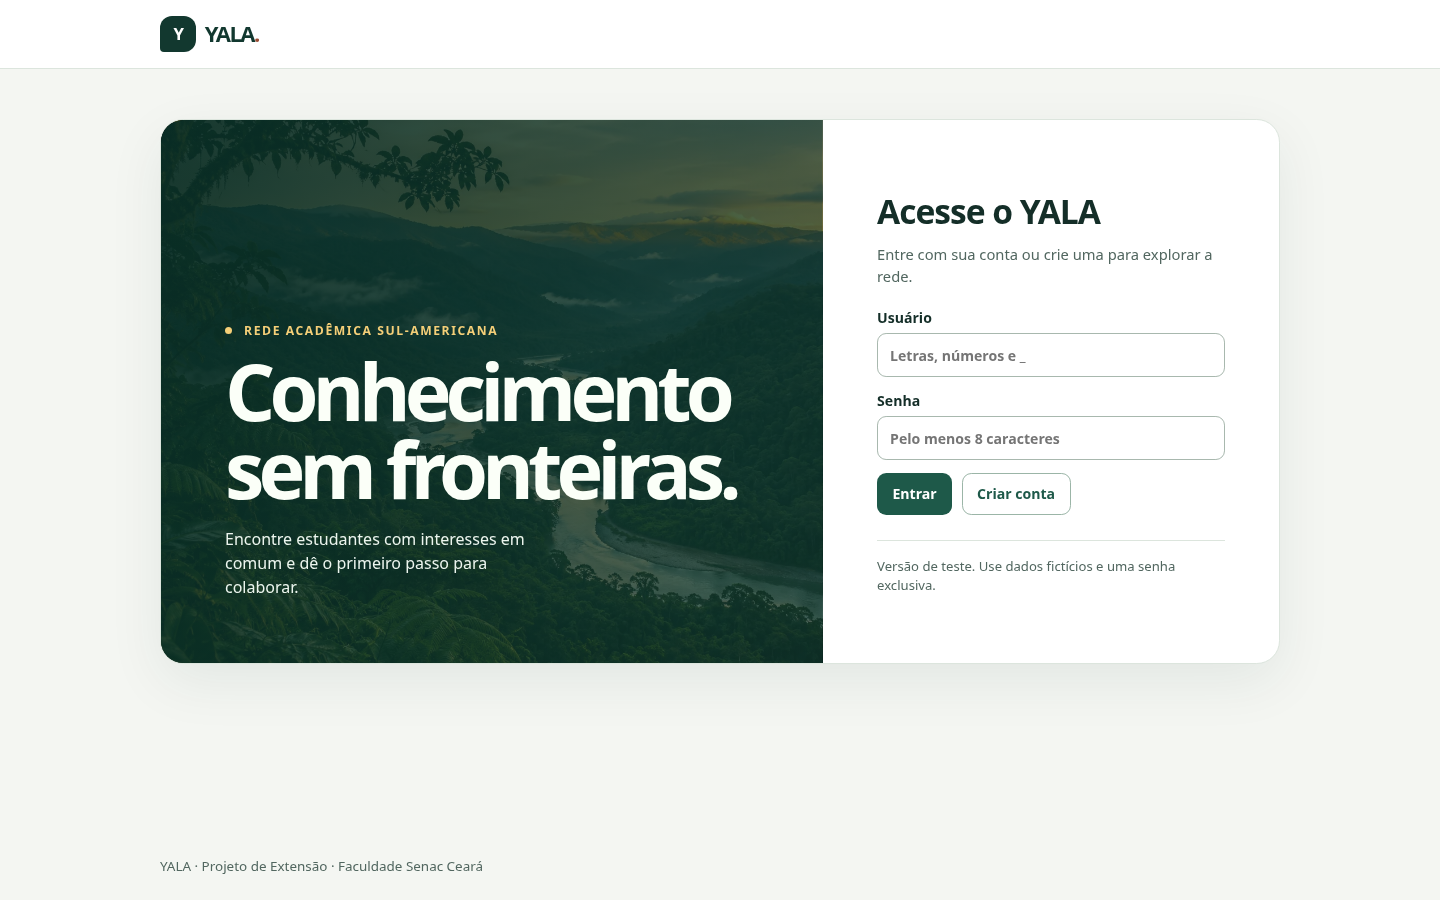 Y YALA.
REDE ACADÊMICA SUL-AMERICANA
Conhecimento
sem fronteiras.
Encontre estudantes com interesses em
comum e dê o primeiro passo para
colaborar.
Acesse o YALA
Entre com sua conta ou crie uma para explorar a
rede.
Usuário
Letras, números e _
Senha
Pelo menos 8 caracteres
Entrar Criar conta
Versão de teste. Use dados fictícios e uma senha
exclusiva.
YALA · Projeto de Extensão · Faculdade Senac Ceará